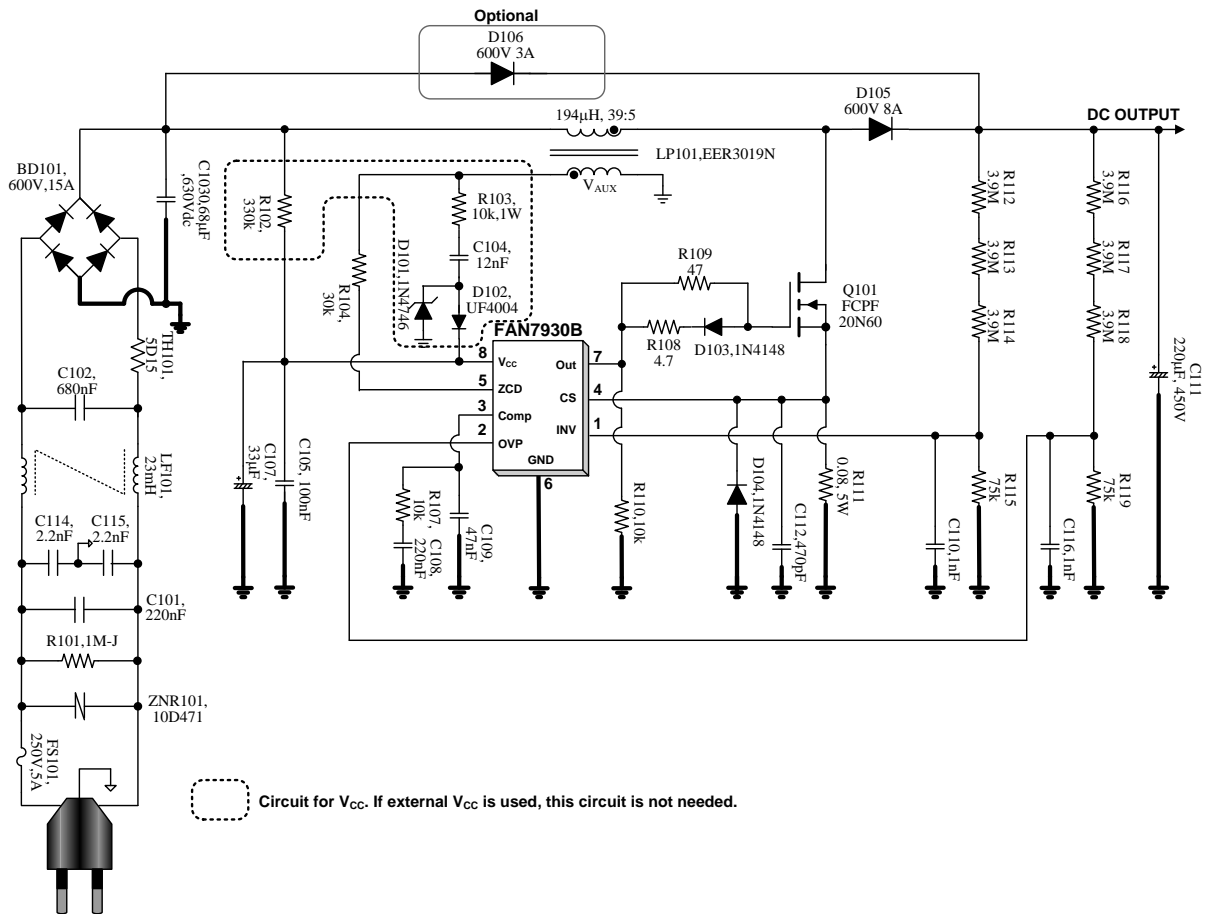 Optional
D106
600V 3A
D105
600V 8A
194μH, 39:5
DC OUTPUT
BD101,
600V,15A
C1030,68μF
,630Vdc
LP101,EER3019N
VAUX
R102,
330k
R103,
10k,1W
C104,
12nF
D101,1N4746
D102,
UF4004
R104,
30k
R109
47
R108
4.7
D103,1N4148
Q101
FCPF
20N60
R112
3.9M
R113
3.9M
R114
3.9M
R116
3.9M
R117
3.9M
R118
3.9M
C111
220μF, 450V
FAN7930B
8
VCC
5
ZCD
3
Comp
2
OVP
GND
6
Out
7
CS
4
INV
1
TH101,
5D15
C102,
680nF
LF101,
23mH
C107,
33μF
C105, 100nF
R107,
10k
C108,
220nF
C109,
47nF
R110,10k
D104,1N4148
C112,470pF
R111
0.08, 5W
C110,1nF
R115
75k
C116,1nF
R119
75k
C114,
2.2nF
C115,
2.2nF
C101,
220nF
R101,1M-J
ZNR101,
10D471
FS101,
250V,5A
Circuit for VCC. If external VCC is used, this circuit is not needed.